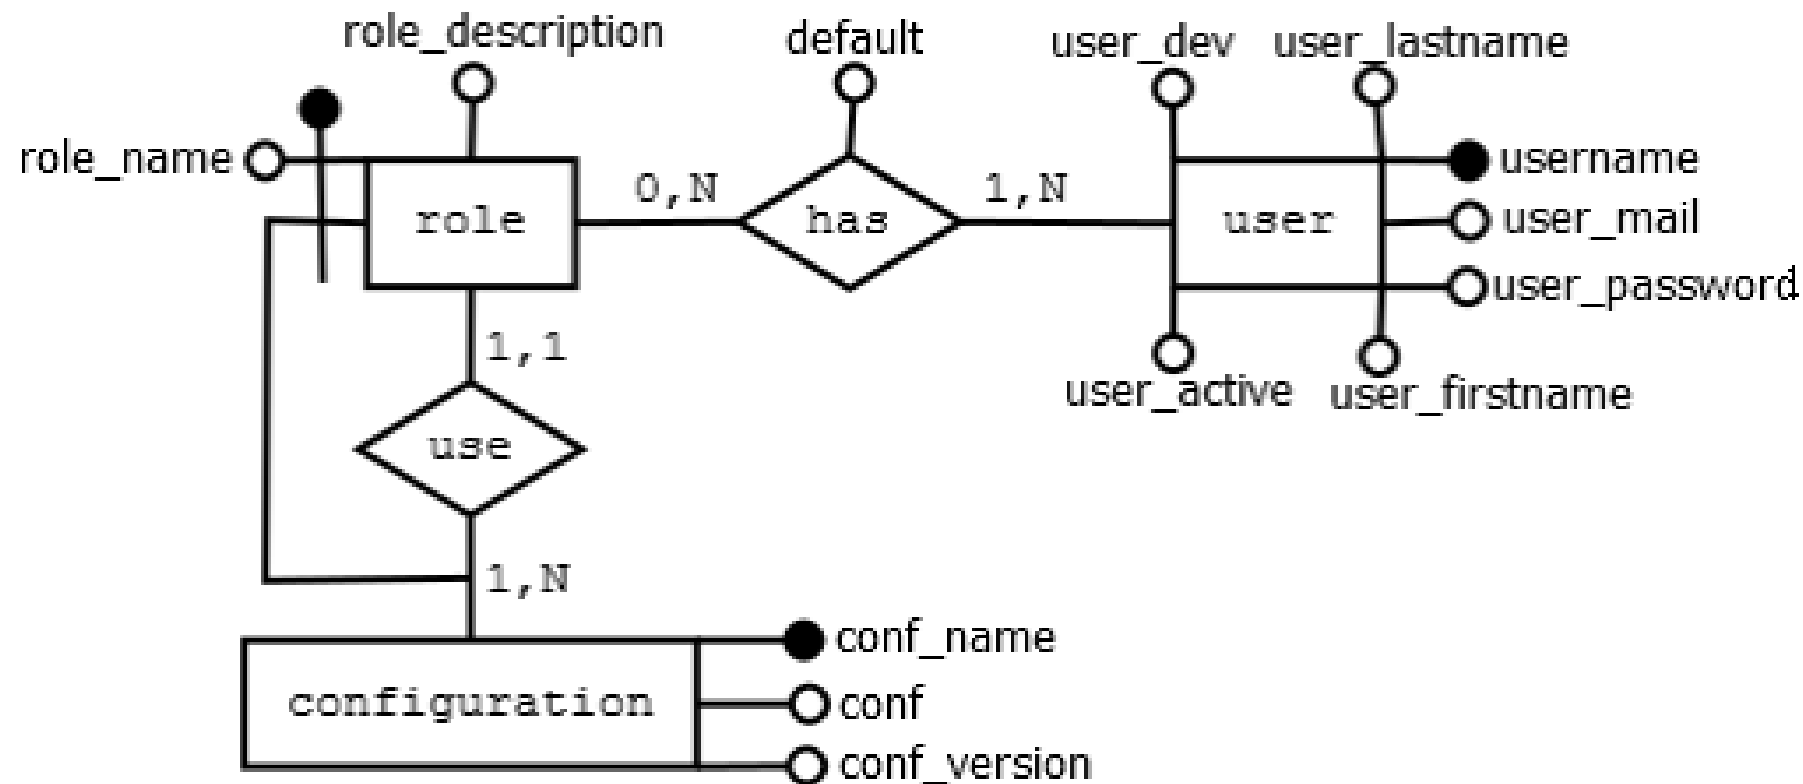 role_description
default
user_dev
user_lastname
role_name
username
0,N
1,N
role
has
user
user_mail
user_password
1,1
user_active
user_firstname
use
1,N
conf_name
configuration
conf
conf_version